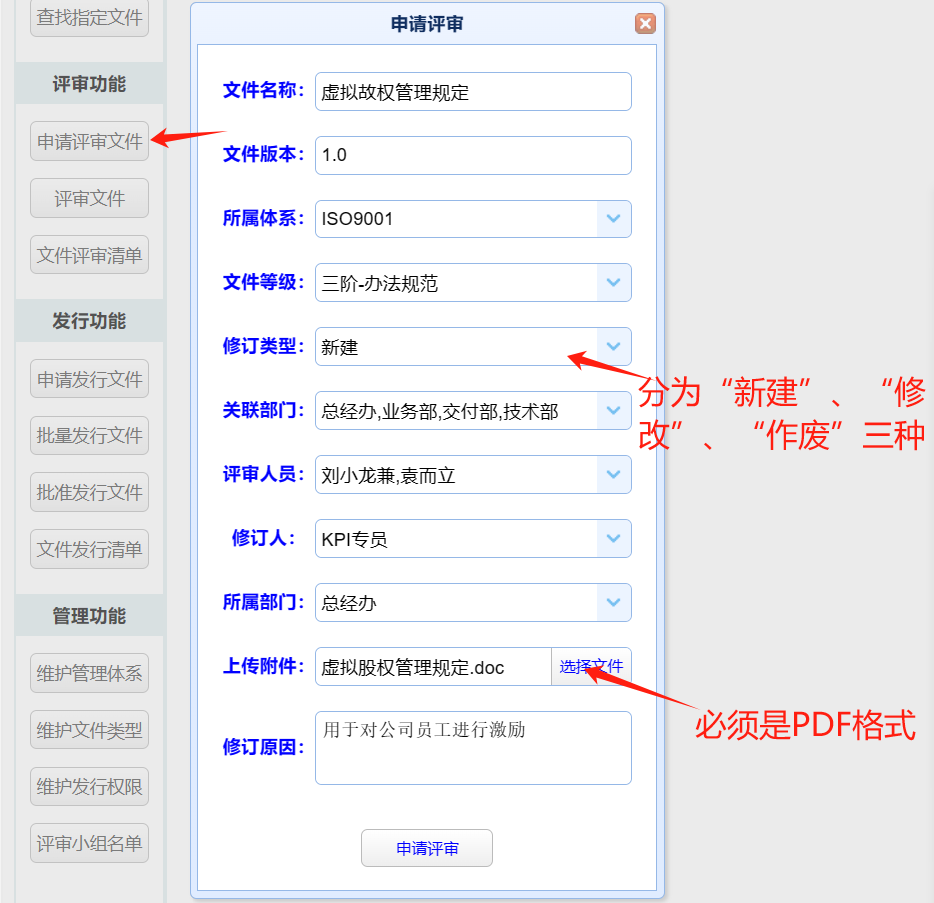 查找指定文件
评审功能
申请评审文件
评审文件
文件评审清单
发行功能
申请发行文件
批量发行文件
批准发行文件
文件发行清单
管理功能
维护管理体系
维护文件类型
维护发行权限
评审小组名单
申请评审
文件名称： 虚拟故权管理规定
文件版本： 1.0
所属体系： ISO9001
文件等级： 三阶-办法规范
修订类型： 新建
关联部门： 总经办,业务部,交付部,技术部
评审人员： 刘小龙兼,袁而立
修订人： KPI专员
所属部门： 总经办
上传附件： 虚拟股权管理规定.doc 选择文件
修订原因： 用于对公司员工进行激励
申请评审
分为“新建”、“修
改”、“作废”三种
必须是PDF格式